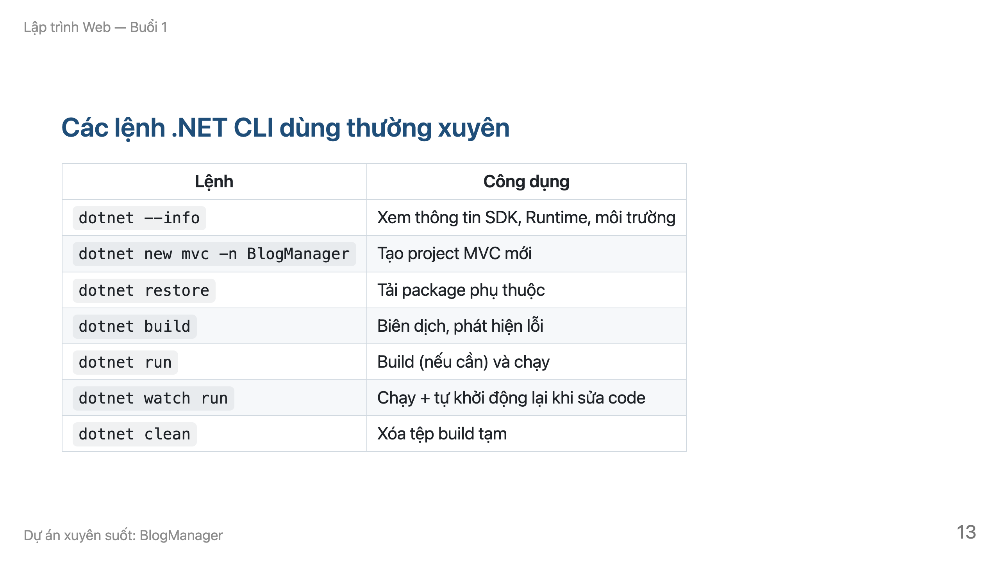 Lập trình Web — Buổi 1
Các lệnh .NET CLI dùng thường xuyên
Lệnh Công dụng
dotnet --info Xem thông tin SDK, Runtime, môi trường
dotnet new mvc -n BlogManager Tạo project MVC mới
dotnet restore Tải package phụ thuộc
dotnet build Biên dịch, phát hiện lỗi
dotnet run Build (nếu cần) và chạy
dotnet watch run Chạy + tự khởi động lại khi sửa code
dotnet clean Xóa tệp build tạm
Dự án xuyên suốt: BlogManager
13